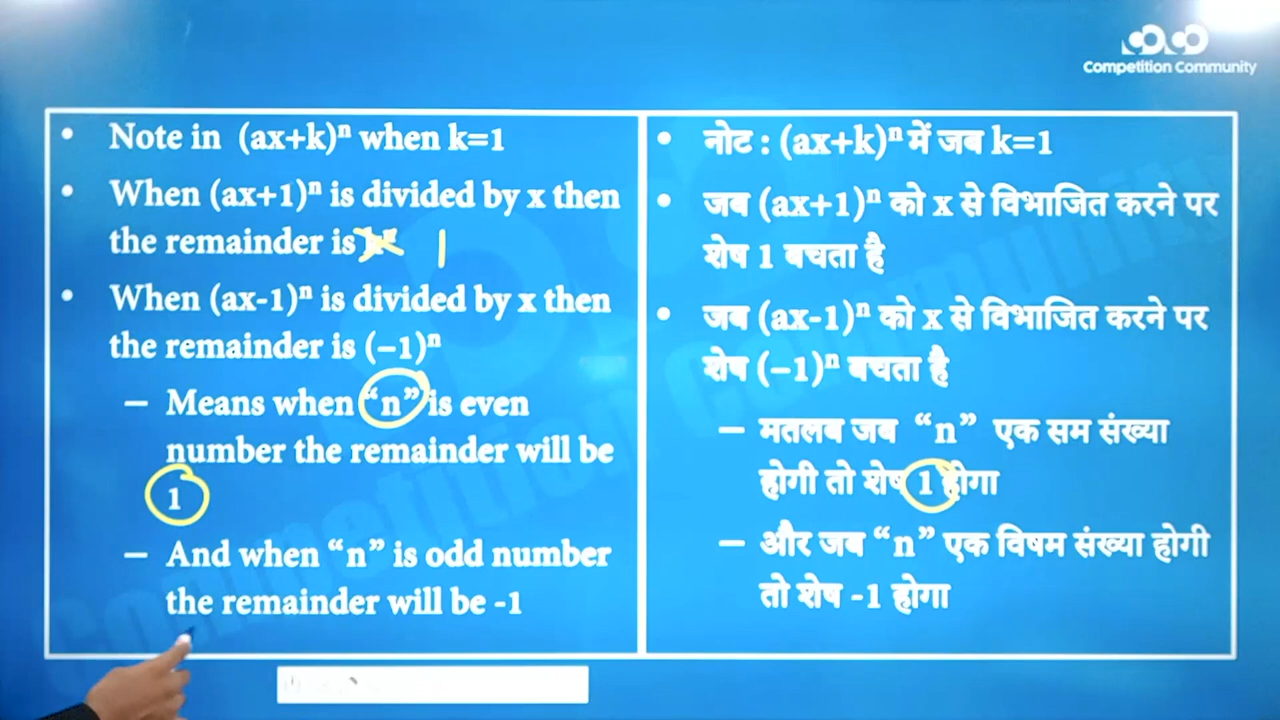 Competition Community
• Note in (ax+k)ⁿ when k=1
• When (ax+1)ⁿ is divided by x then
the remainder is 1
• When (ax-1)ⁿ is divided by x then
the remainder is (−1)ⁿ
– Means when “n” is even
number the remainder will be
1
– And when “n” is odd number
the remainder will be -1
• नोट : (ax+k)ⁿ में जब k=1
• जब (ax+1)ⁿ को x से विभाजित करने पर
शेष 1 बचता है
• जब (ax-1)ⁿ को x से विभाजित करने पर
शेष (−1)ⁿ बचता है
– मतलब जब “n” एक सम संख्या
होगी तो शेष 1 होगा
– और जब “n” एक विषम संख्या होगी
तो शेष -1 होगा